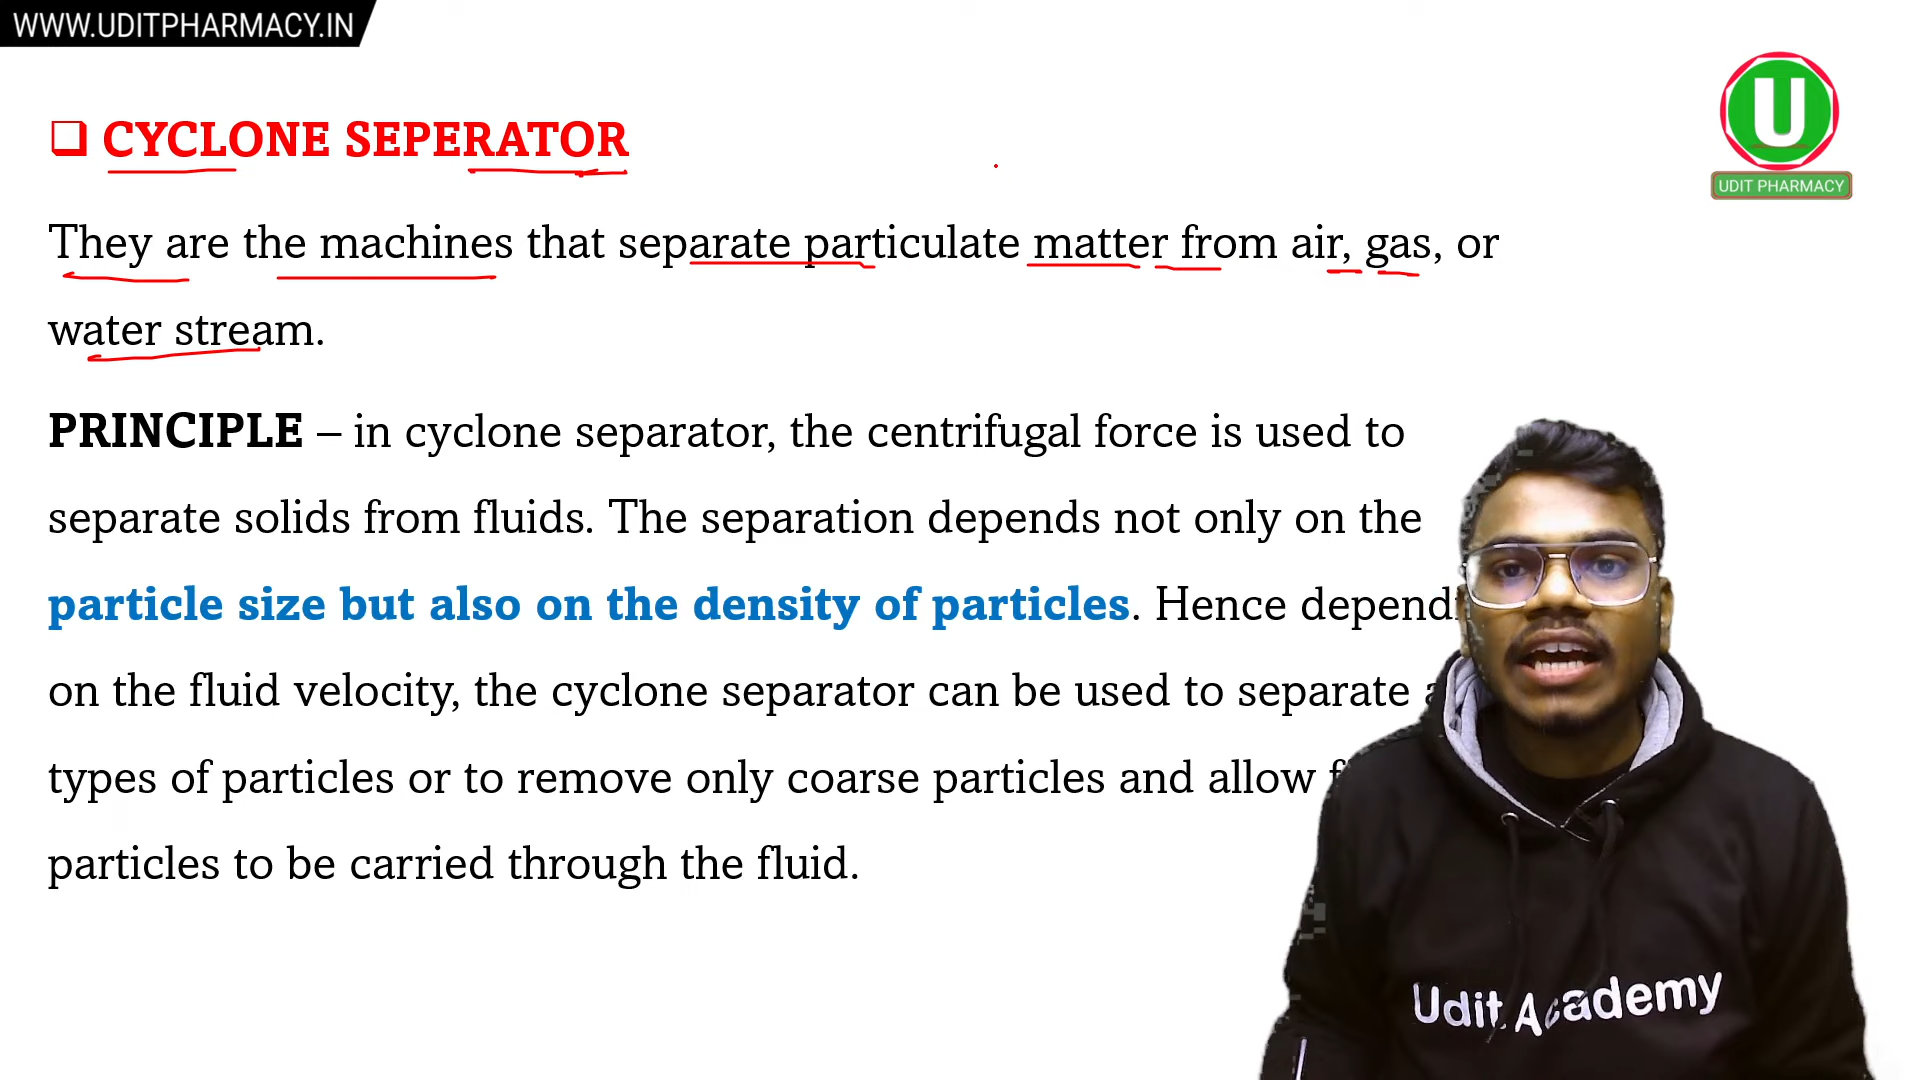 WWW.UDITPHARMACY.IN
U
UDIT PHARMACY
❑ CYCLONE SEPERATOR
They are the machines that separate particulate matter from air, gas, or
water stream.
PRINCIPLE – in cyclone separator, the centrifugal force is used to
separate solids from fluids. The separation depends not only on the
particle size but also on the density of particles. Hence
on the fluid velocity, the cyclone separator can be used to separate
types of particles or to remove only coarse particles and allow
particles to be carried through the fluid.
Udit Academy